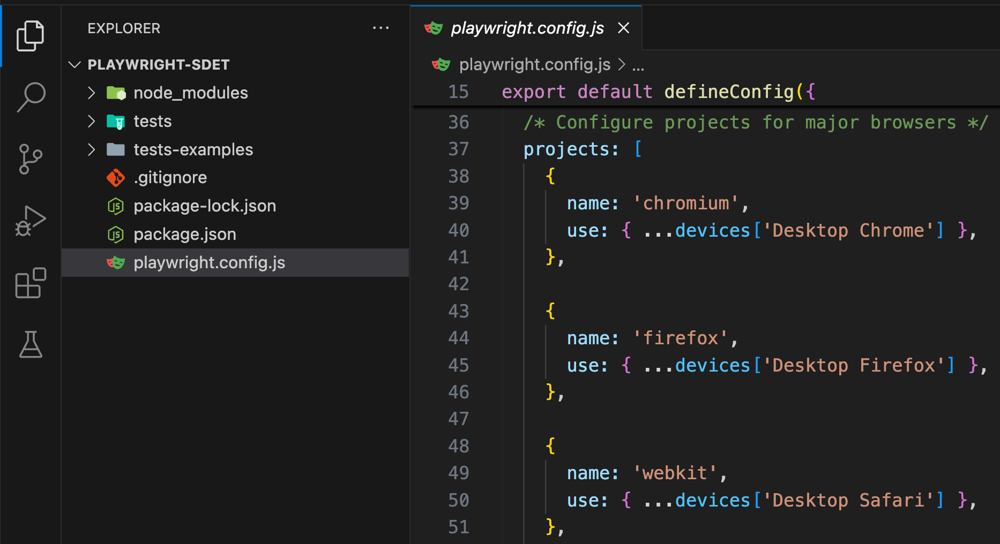 EXPLORER
PLAYWRIGHT-SDET
node_modules
tests
tests-examples
.gitignore
package-lock.json
package.json
playwright.config.js
playwright.config.js
playwright.config.js > ...
15 export default defineConfig({
36 /* Configure projects for major browsers */
37 projects: [
38 {
39 name: 'chromium',
40 use: { ...devices['Desktop Chrome'] },
41 },
42
43 {
44 name: 'firefox',
45 use: { ...devices['Desktop Firefox'] },
46 },
47
48 {
49 name: 'webkit',
50 use: { ...devices['Desktop Safari'] },
51 },